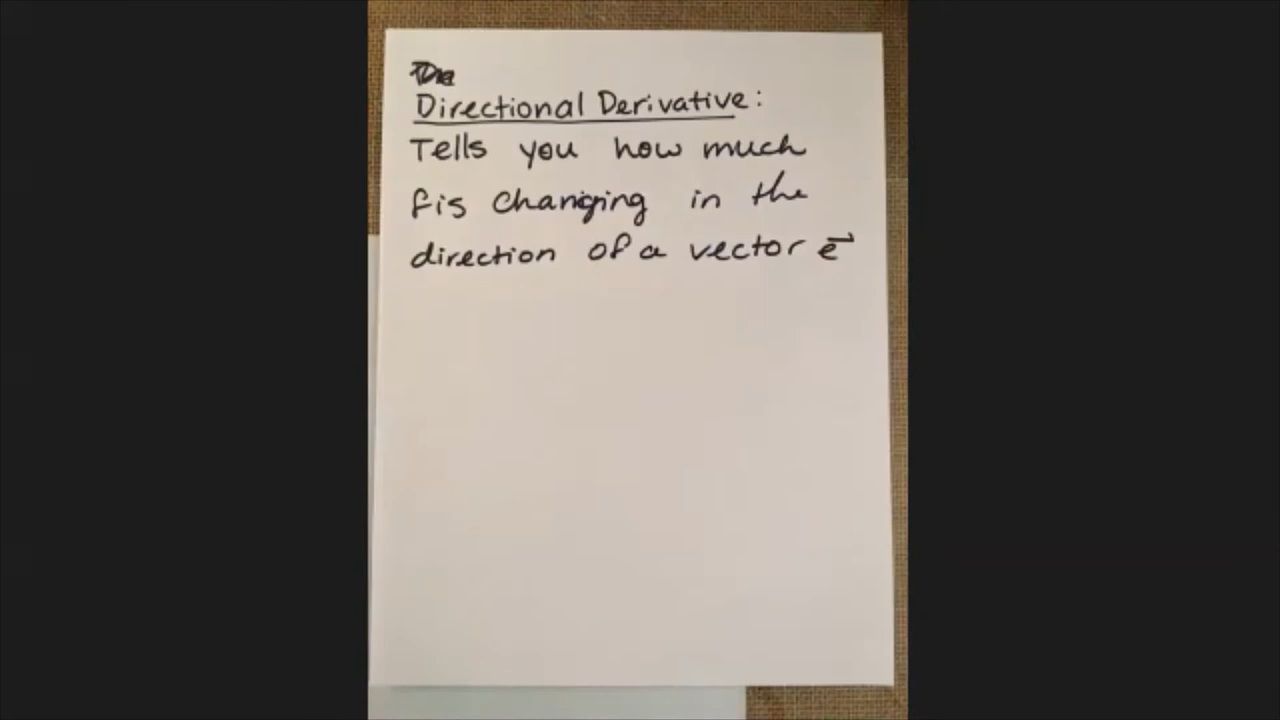 Directional Derivative:
Tells you how much
f is changing in the
direction of a vector e⃗